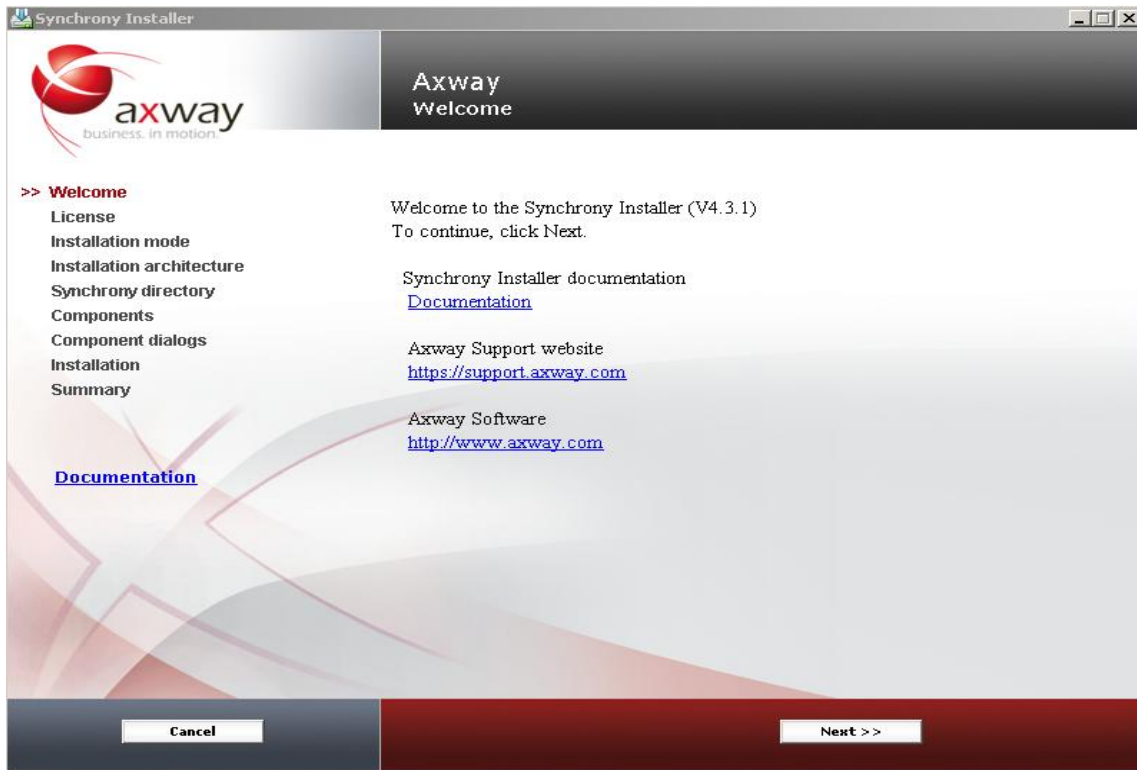 Synchrony Installer
axway
business. in motion.
Axway
Welcome
>> Welcome
License
Installation mode
Installation architecture
Synchrony directory
Components
Component dialogs
Installation
Summary
Documentation
Welcome to the Synchrony Installer (V4.3.1)
To continue, click Next.
Synchrony Installer documentation
Documentation
Axway Support website
https://support.axway.com
Axway Software
http://www.axway.com
Cancel
Next >>